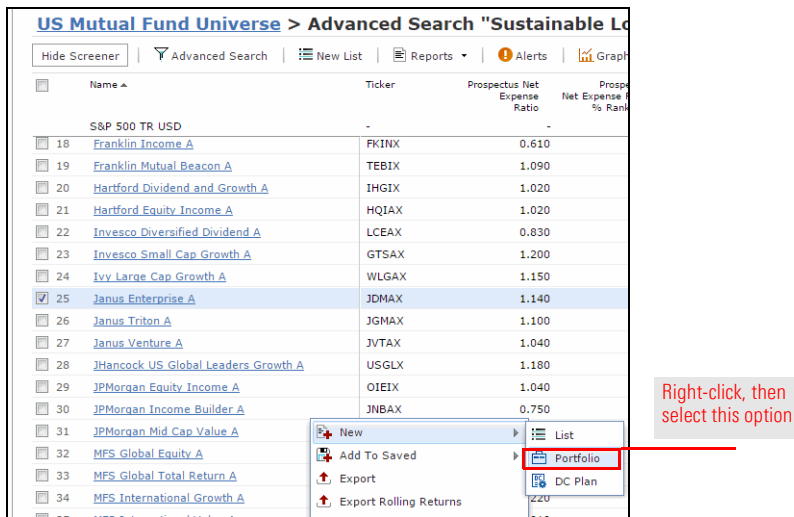 US Mutual Fund Universe > Advanced Search "Sustainable Lo
Hide Screener Advanced Search New List Reports Alerts Graph
Name Ticker Prospectus Net Expense Ratio Prospe Net Expense R % Rank
S&P 500 TR USD - -
18 Franklin Income A FKINX 0.610
19 Franklin Mutual Beacon A TEBIX 1.090
20 Hartford Dividend and Growth A IHGIX 1.020
21 Hartford Equity Income A HQIAX 1.020
22 Invesco Diversified Dividend A LCEAX 0.830
23 Invesco Small Cap Growth A GTSAX 1.200
24 Ivy Large Cap Growth A WLGAX 1.150
25 Janus Enterprise A JDMAX 1.140
26 Janus Triton A JGMAX 1.100
27 Janus Venture A JVTAX 1.040
28 JHancock US Global Leaders Growth A USGLX 1.180
29 JPMorgan Equity Income A OIEIX 1.040
30 JPMorgan Income Builder A JNBAX 0.750
31 JPMorgan Mid Cap Value A
32 MFS Global Equity A
33 MFS Global Total Return A
34 MFS International Growth A 220
New
Add To Saved
Export
Export Rolling Returns
List
Portfolio
DC Plan
Right-click, then
select this option